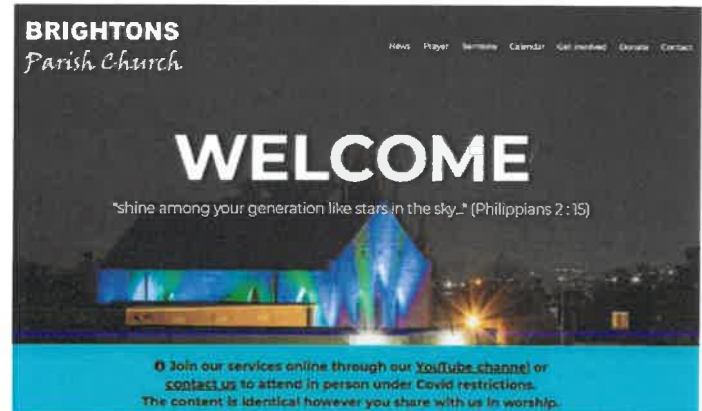 BRIGHTONS
Parish Church
News Prayer Sermons Calendar Get involved Donate Contact
WELCOME
"shine among your generation like stars in the sky..." (Philippians 2:15)
Join our services online through our YouTube channel or
contact us to attend in person under Covid restrictions.
The content is identical however you share with us in worship.